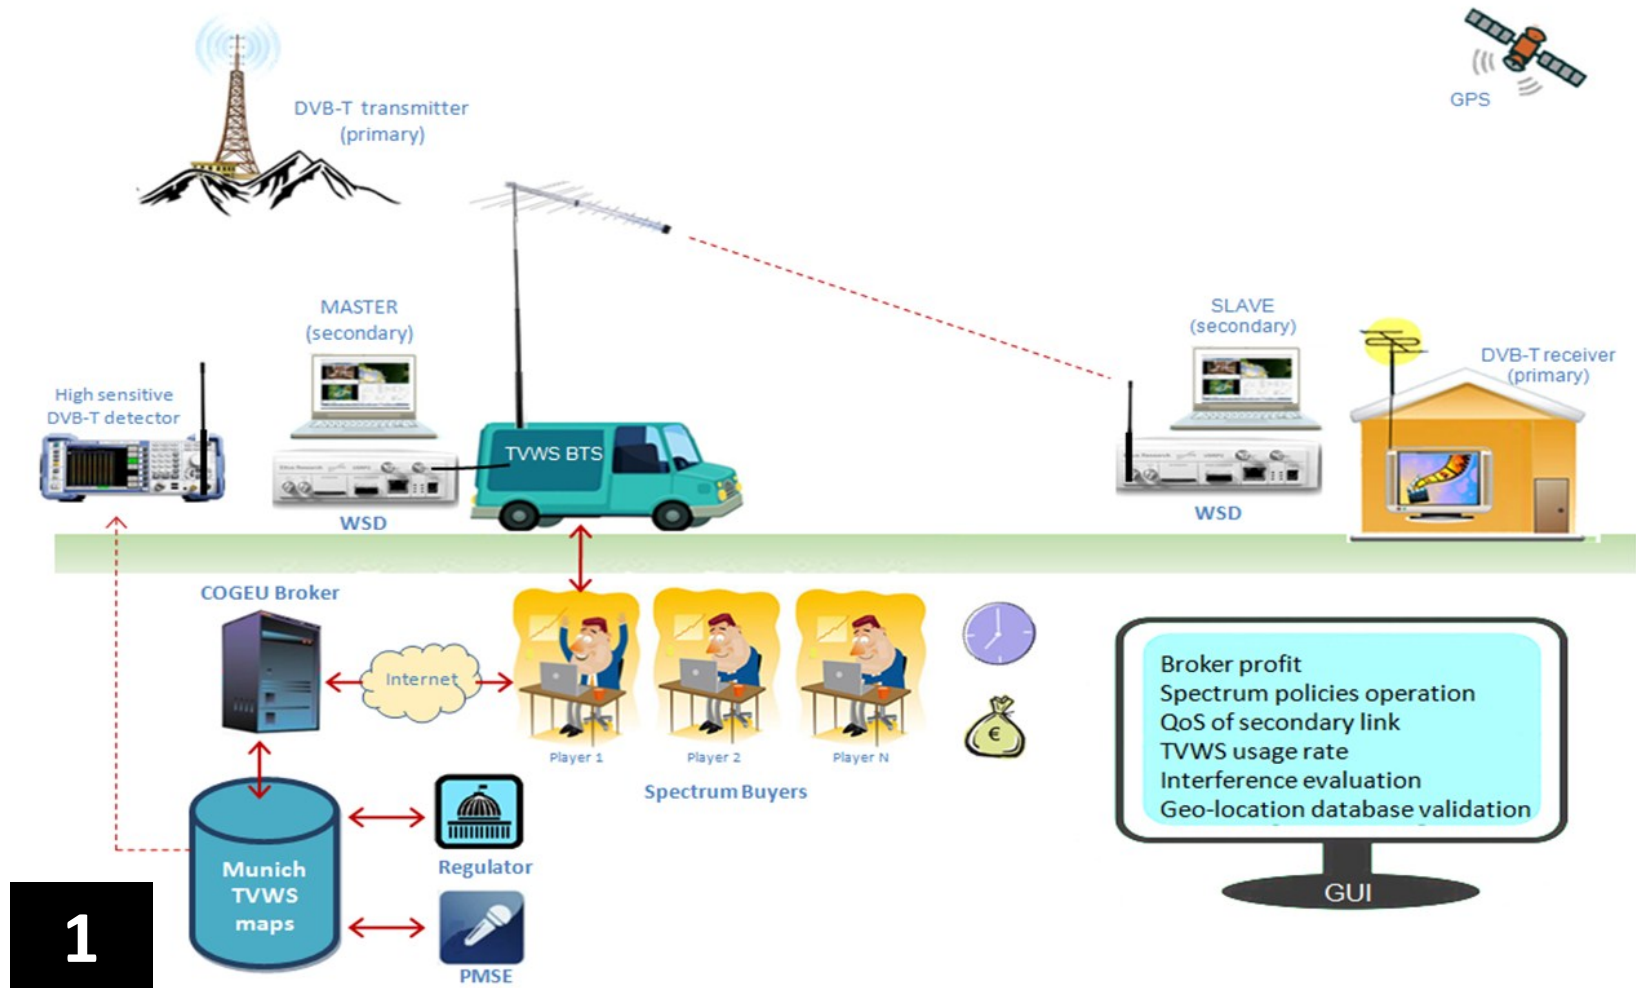 DVB-T transmitter
(primary)
GPS
MASTER
(secondary)
SLAVE
(secondary)
DVB-T receiver
(primary)
High sensitive
DVB-T detector
TVWS BTS
WSD
WSD
COGEU Broker
Internet
Player 1
Player 2
Player N
Spectrum Buyers
€
Broker profit
Spectrum policies operation
QoS of secondary link
TVWS usage rate
Interference evaluation
Geo-location database validation
GUI
Munich
TVWS
maps
Regulator
PMSE
1